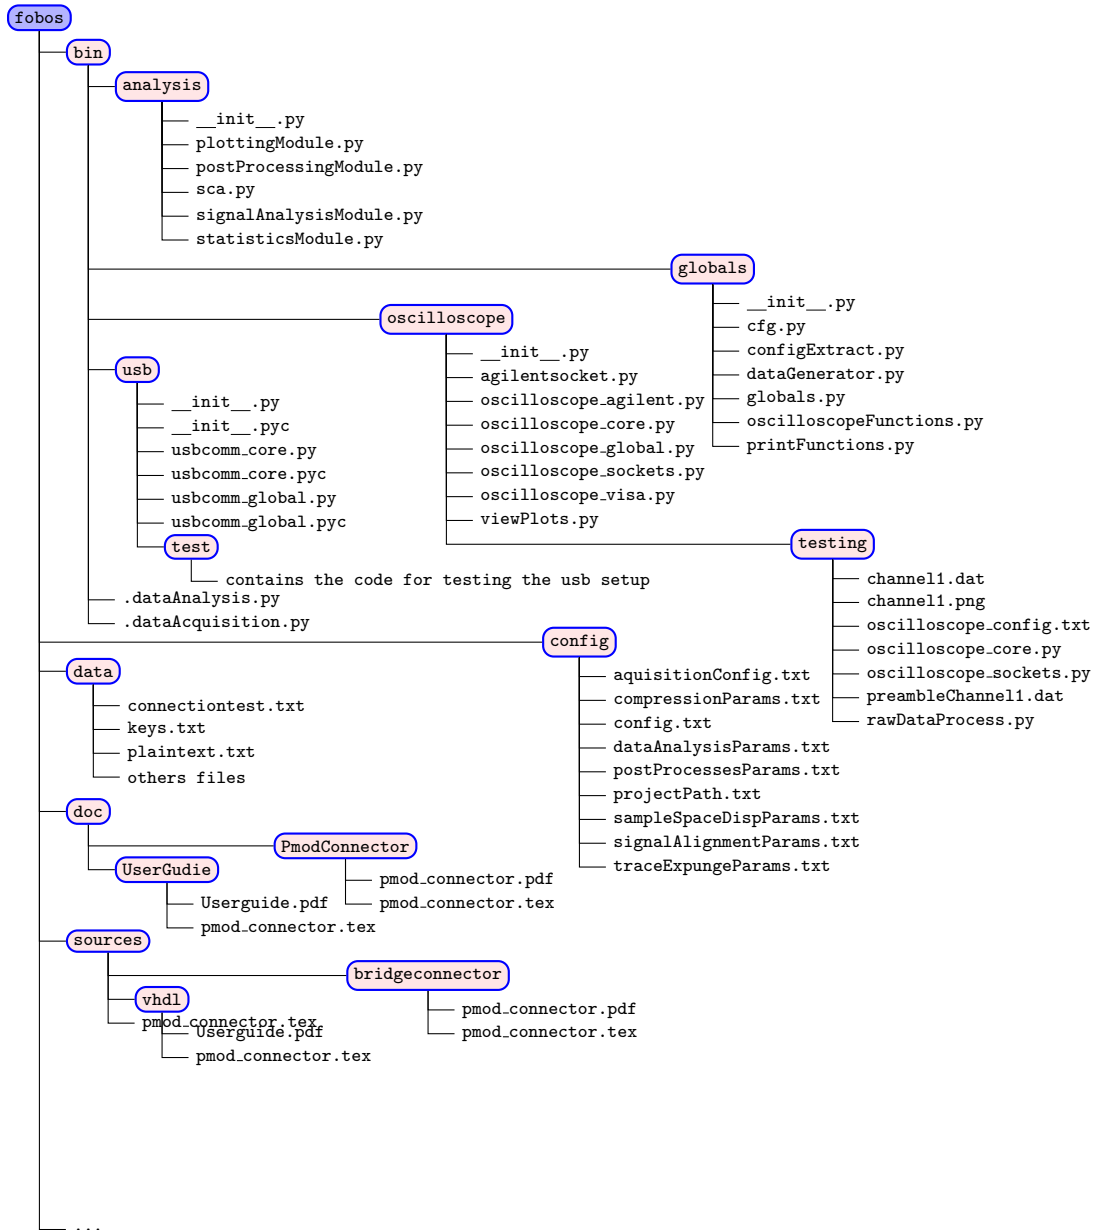 fobos
bin
analysis
__init__.py
plottingModule.py
postProcessingModule.py
sca.py
signalAnalysisModule.py
statisticsModule.py
globals
__init__.py
cfg.py
configExtract.py
dataGenerator.py
globals.py
oscilloscopeFunctions.py
printFunctions.py
oscilloscope
__init__.py
agilentsocket.py
oscilloscope_agilent.py
oscilloscope_core.py
oscilloscope_global.py
oscilloscope_sockets.py
oscilloscope_visa.py
viewPlots.py
testing
channel1.dat
channel1.png
oscilloscope_config.txt
oscilloscope_core.py
oscilloscope_sockets.py
preambleChannel1.dat
rawDataProcess.py
usb
__init__.py
__init__.pyc
usbcomm_core.py
usbcomm_core.pyc
usbcomm_global.py
usbcomm_global.pyc
test
contains the code for testing the usb setup
.dataAnalysis.py
.dataAcquisition.py
config
aquisitionConfig.txt
compressionParams.txt
config.txt
dataAnalysisParams.txt
postProcessesParams.txt
projectPath.txt
sampleSpaceDispParams.txt
signalAlignmentParams.txt
traceExpungeParams.txt
data
connectiontest.txt
keys.txt
plaintext.txt
others files
doc
PmodConnector
pmod_connector.pdf
pmod_connector.tex
UserGudie
Userguide.pdf
pmod_connector.tex
sources
bridgeconnector
pmod_connector.pdf
pmod_connector.tex
vhdl
pmod_connector.tex
Userguide.pdf
pmod_connector.tex
...